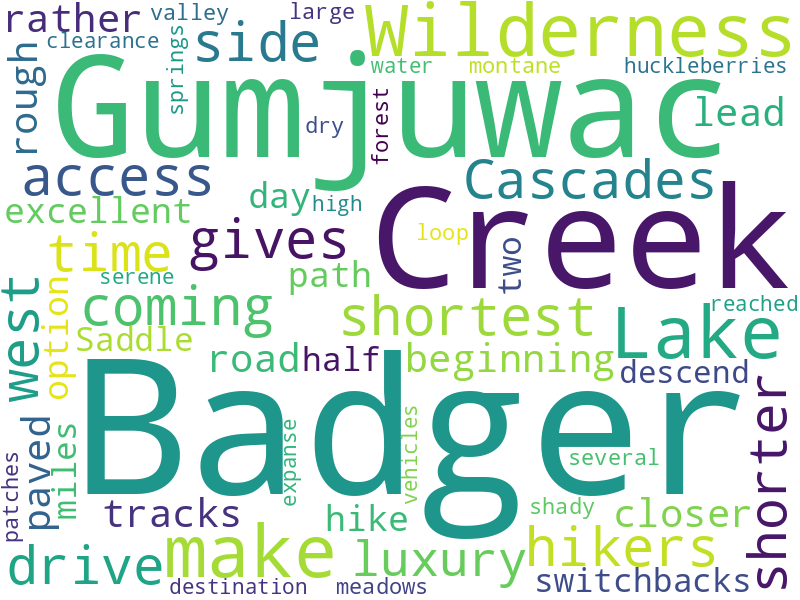 rather
valley
large
Wilderness
clearance
side
springs
water
montane
huckleberries
rough
Gumjuwac
dry
forest
lead
access
Cascades
day
high
excellent
Creek
gives
time
loop
two
serene
path
west
option
coming
shortest
Lake
reached
Saddle
road
half
beginning
descend
Badger
shorter
paved
miles
expanse
vehicles
several
patches
tracks
hike
shady
closer
drive
make
luxury
hikers
destination
meadows
switchbacks